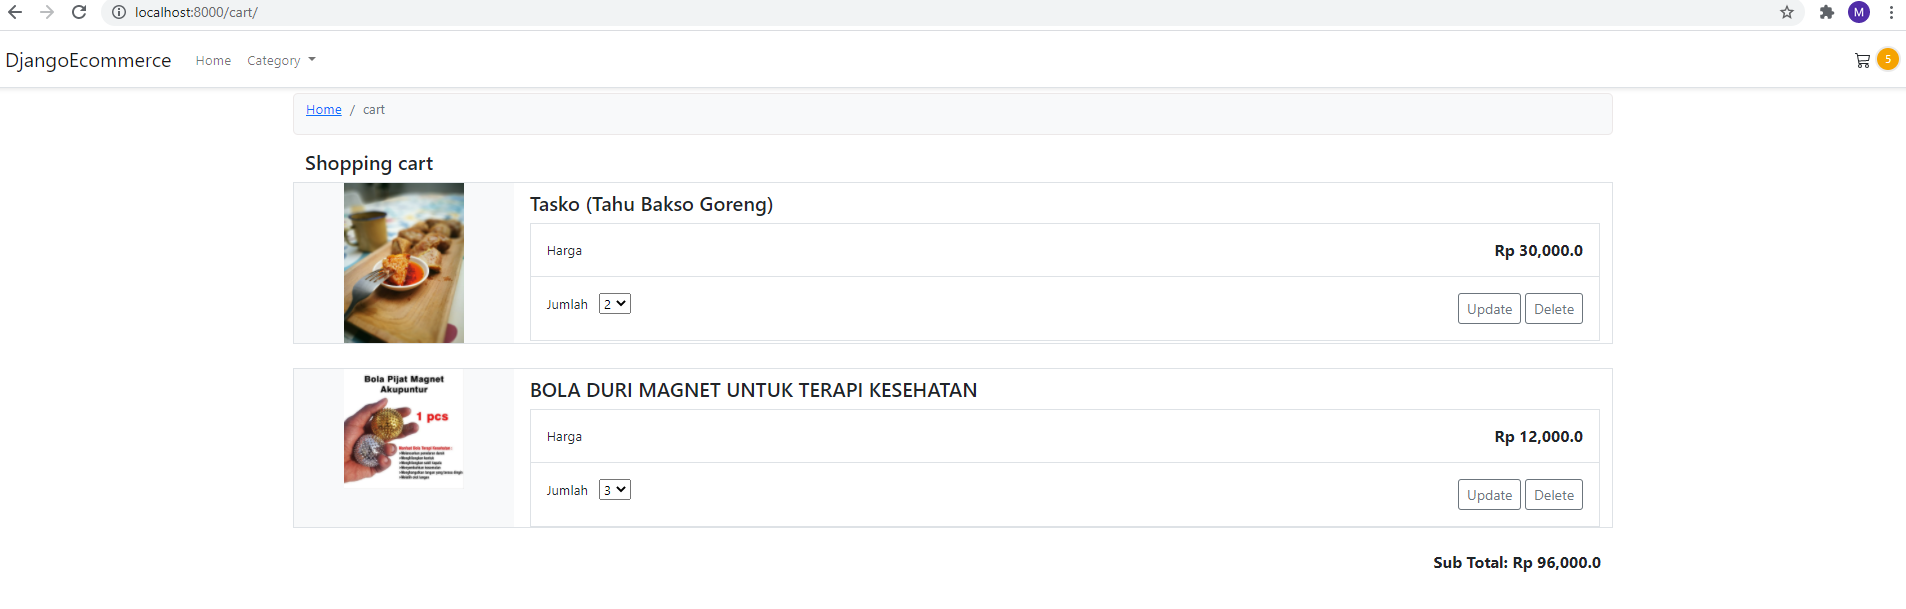 localhost:8000/cart/
M
DjangoEcommerce Home Category 5
Home / cart
Shopping cart
Tasko (Tahu Bakso Goreng)
Harga Rp 30,000.0
Jumlah 2 Update Delete
Bola Pijat Magnet
Akupuntur
1 pcs
BOLA DURI MAGNET UNTUK TERAPI KESEHATAN
Harga Rp 12,000.0
Jumlah 3 Update Delete
Sub Total: Rp 96,000.0